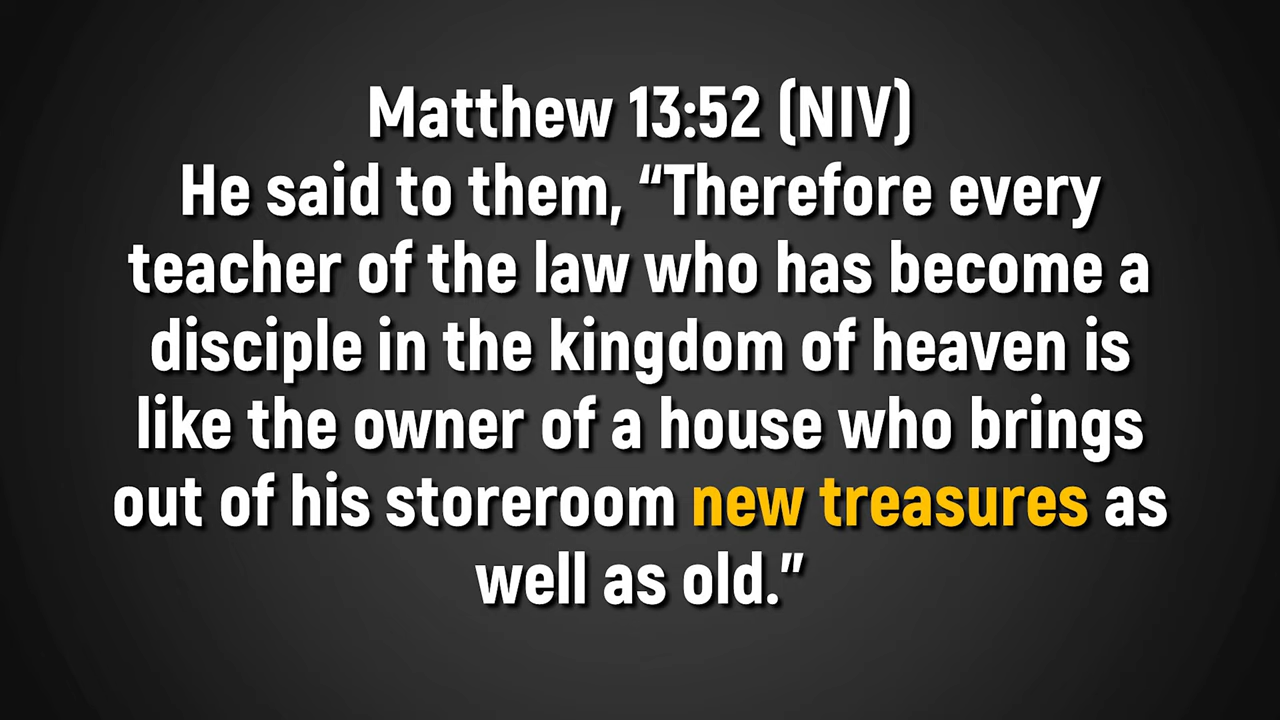 Matthew 13:52 (NIV)
He said to them, “Therefore every
teacher of the law who has become a
disciple in the kingdom of heaven is
like the owner of a house who brings
out of his storeroom new treasures as
well as old.”